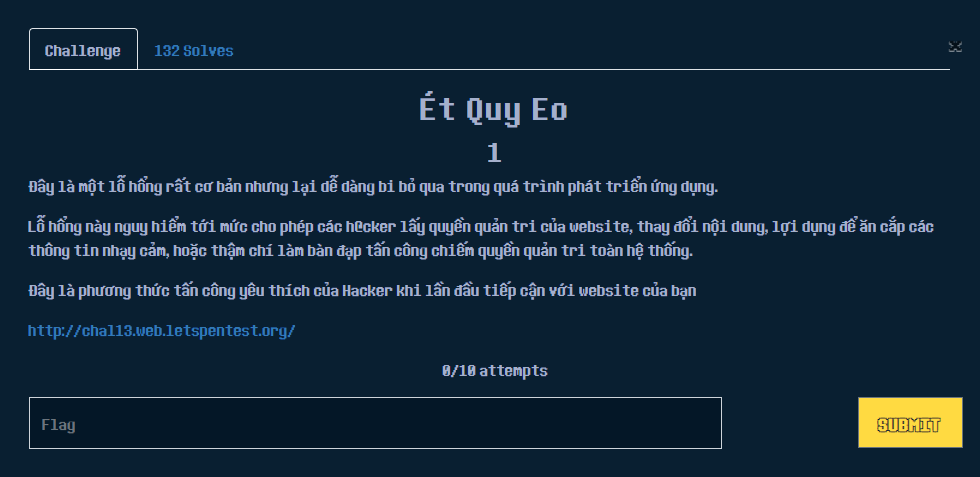 Challenge
132 Solves
×
Ét Quy Eo
1
Đây là một lỗ hổng rất cơ bản nhưng lại dễ dàng bi bỏ qua trong quá trình phát triển ứng dụng.
Lỗ hổng này nguy hiểm tới mức cho phép các h@cker lấy quyền quản tri của website, thay đổi nội dung, lợi dụng để ăn cắp các
thông tin nhạy cảm, hoặc thậm chí làm bàn đạp tấn công chiếm quyền quản tri toàn hệ thống.
Đây là phương thức tấn công yêu thích của Hacker khi lần đầu tiếp cận với website của bạn
http://chal13.web.letspentest.org/
0/10 attempts
Flag
SUBMIT